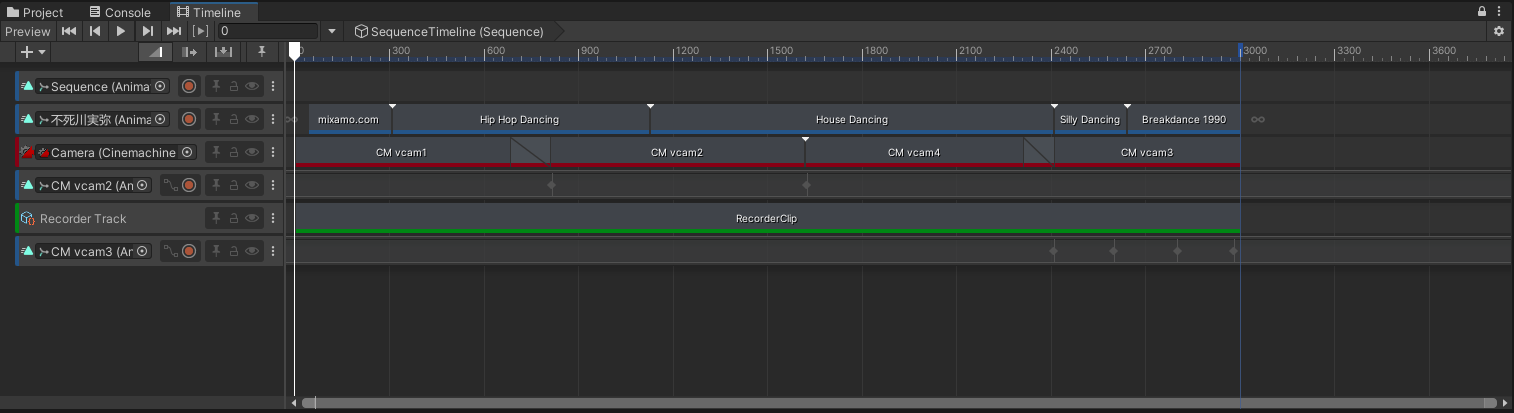 Project Console Timeline
Preview 0 SequenceTimeline (Sequence)
300 600 900 1200 1500 1800 2100 2400 2700 3000 3300 3600
Sequence (Anima
不死川実弥 (Anima mixamo.com Hip Hop Dancing House Dancing Silly Dancing Breakdance 1990
Camera (Cinemachine CM vcam1 CM vcam2 CM vcam4 CM vcam3
CM vcam2 (An
Recorder Track RecorderClip
CM vcam3 (An